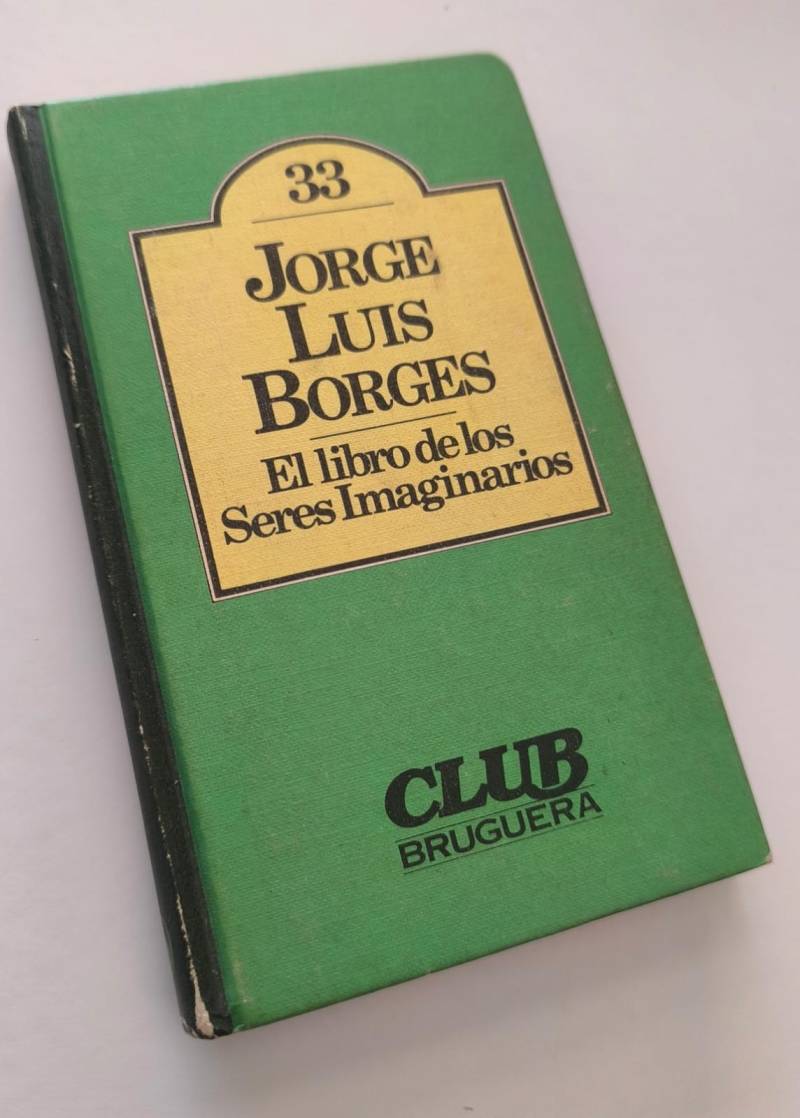 33
JORGE
LUIS
BORGES
El libro de los
Seres Imaginarios
CLUB
BRUGUERA